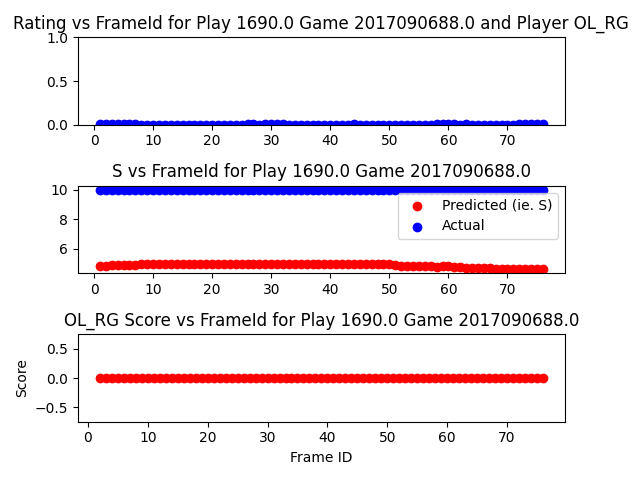 Rating vs FrameId for Play 1690.0 Game 2017090688.0 and Player OL_RG
1.0
0.5
0.0
0 10 20 30 40 50 60 70
S vs FrameId for Play 1690.0 Game 2017090688.0
10
8
6
Predicted (ie. S)
Actual
0 10 20 30 40 50 60 70
OL_RG Score vs FrameId for Play 1690.0 Game 2017090688.0
Score
0.5
0.0
−0.5
0 10 20 30 40 50 60 70
Frame ID